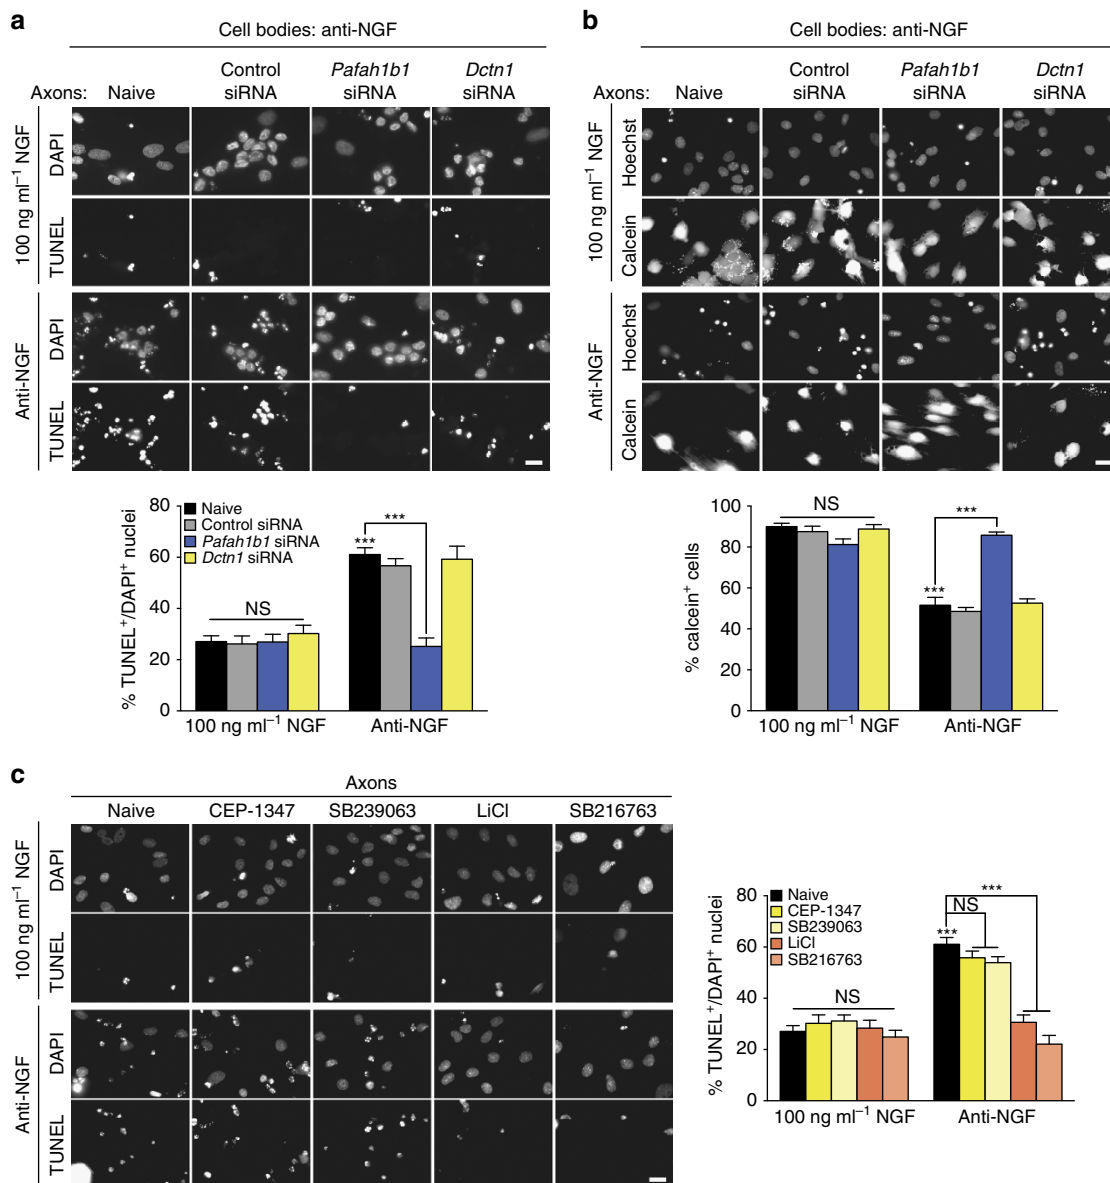 a
Cell bodies: anti-NGF
Axons: Naive
Control siRNA
Pafah1b1 siRNA
Dctn1 siRNA
100 ng ml⁻¹ NGF
DAPI
TUNEL
Anti-NGF
DAPI
TUNEL
% TUNEL⁺/DAPI⁺ nuclei
80
60
40
20
0
Naive
Control siRNA
Pafah1b1 siRNA
Dctn1 siRNA
NS
***
***
100 ng ml⁻¹ NGF
Anti-NGF
b
Cell bodies: anti-NGF
Axons: Naive
Control siRNA
Pafah1b1 siRNA
Dctn1 siRNA
100 ng ml⁻¹ NGF
Hoechst
Calcein
Anti-NGF
Hoechst
Calcein
% calcein⁺ cells
100
80
60
40
20
0
NS
***
***
100 ng ml⁻¹ NGF
Anti-NGF
c
Axons
Naive
CEP-1347
SB239063
LiCl
SB216763
100 ng ml⁻¹ NGF
DAPI
TUNEL
Anti-NGF
DAPI
TUNEL
% TUNEL⁺/DAPI⁺ nuclei
80
60
40
20
0
Naive
CEP-1347
SB239063
LiCl
SB216763
NS
***
NS
***
100 ng ml⁻¹ NGF
Anti-NGF